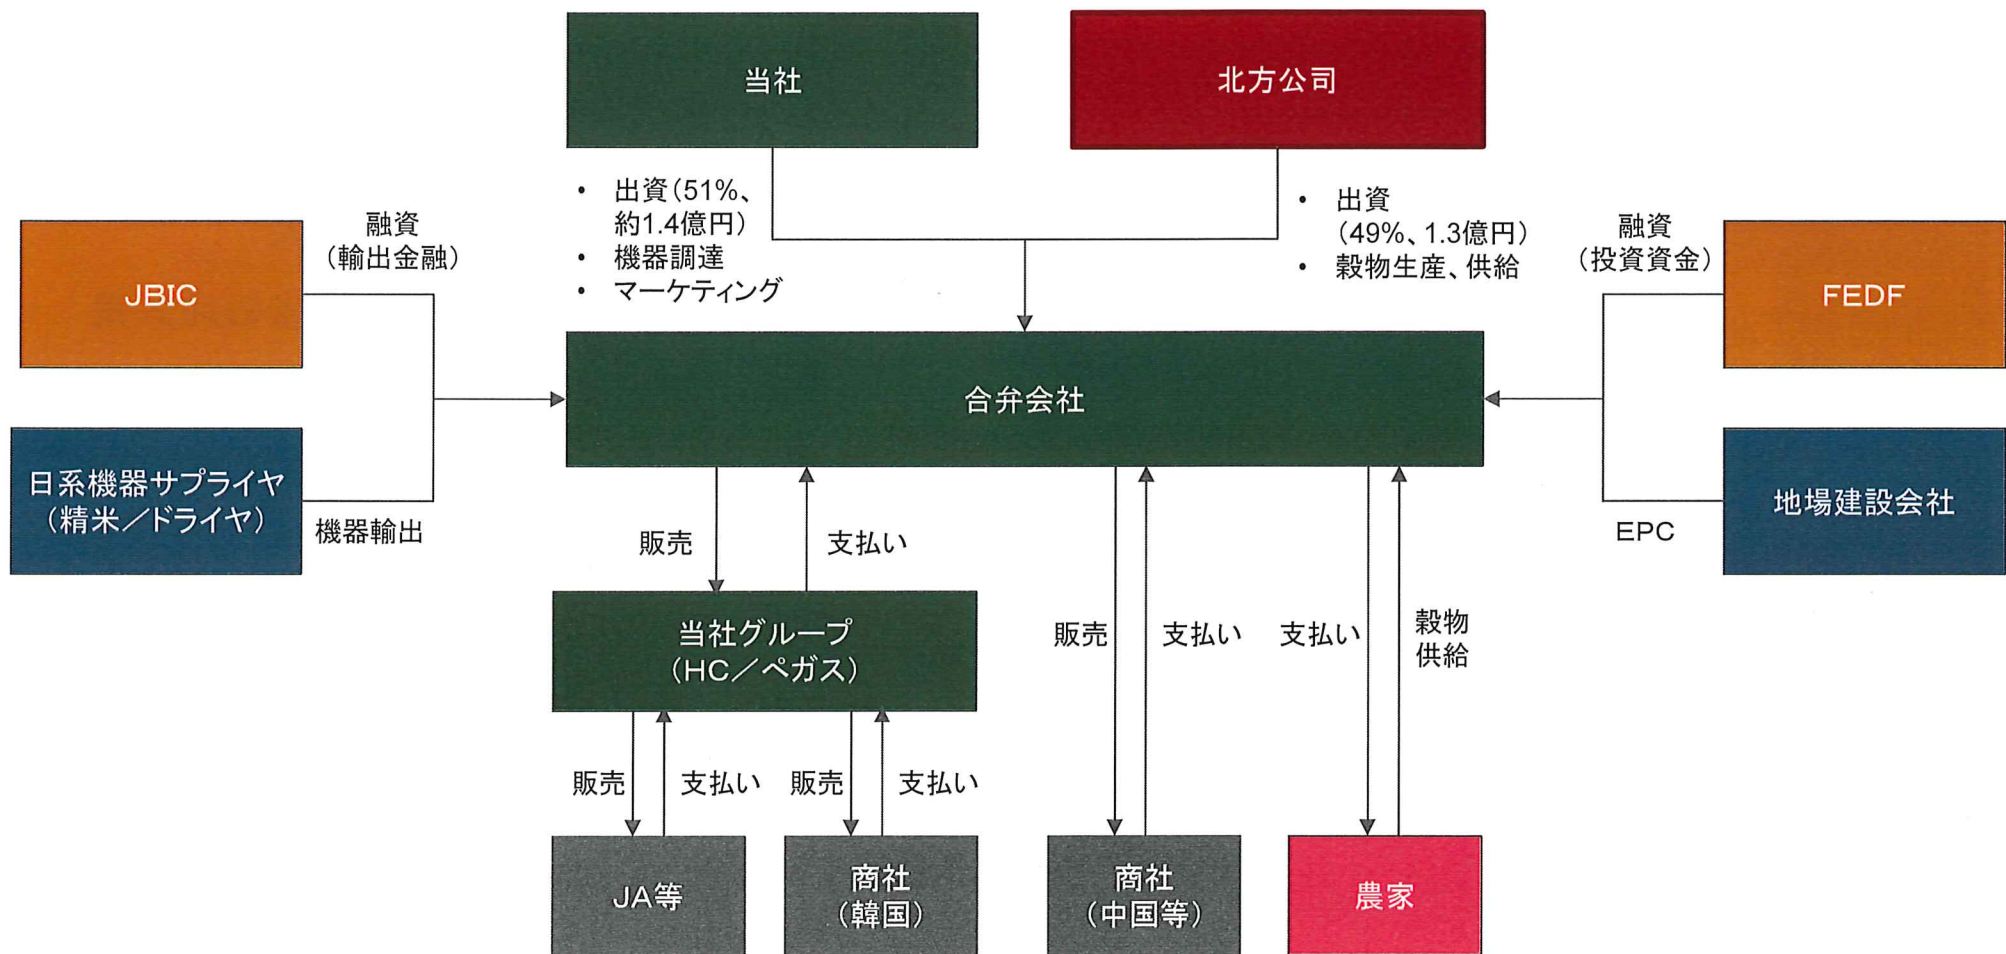 当社
北方公司
• 出資(51%、
約1.4億円)
• 機器調達
• マーケティング
• 出資
(49%、1.3億円)
• 穀物生産、供給
融資
(輸出金融)
JBIC
融資
(投資資金)
FEDF
合弁会社
日系機器サプライヤ
(精米/ドライヤ)
機器輸出
地場建設会社
EPC
販売
支払い
当社グループ
(HC/ペガス)
販売
支払い
支払い
穀物
供給
販売
支払い
販売
支払い
JA等
商社
(韓国)
商社
(中国等)
農家